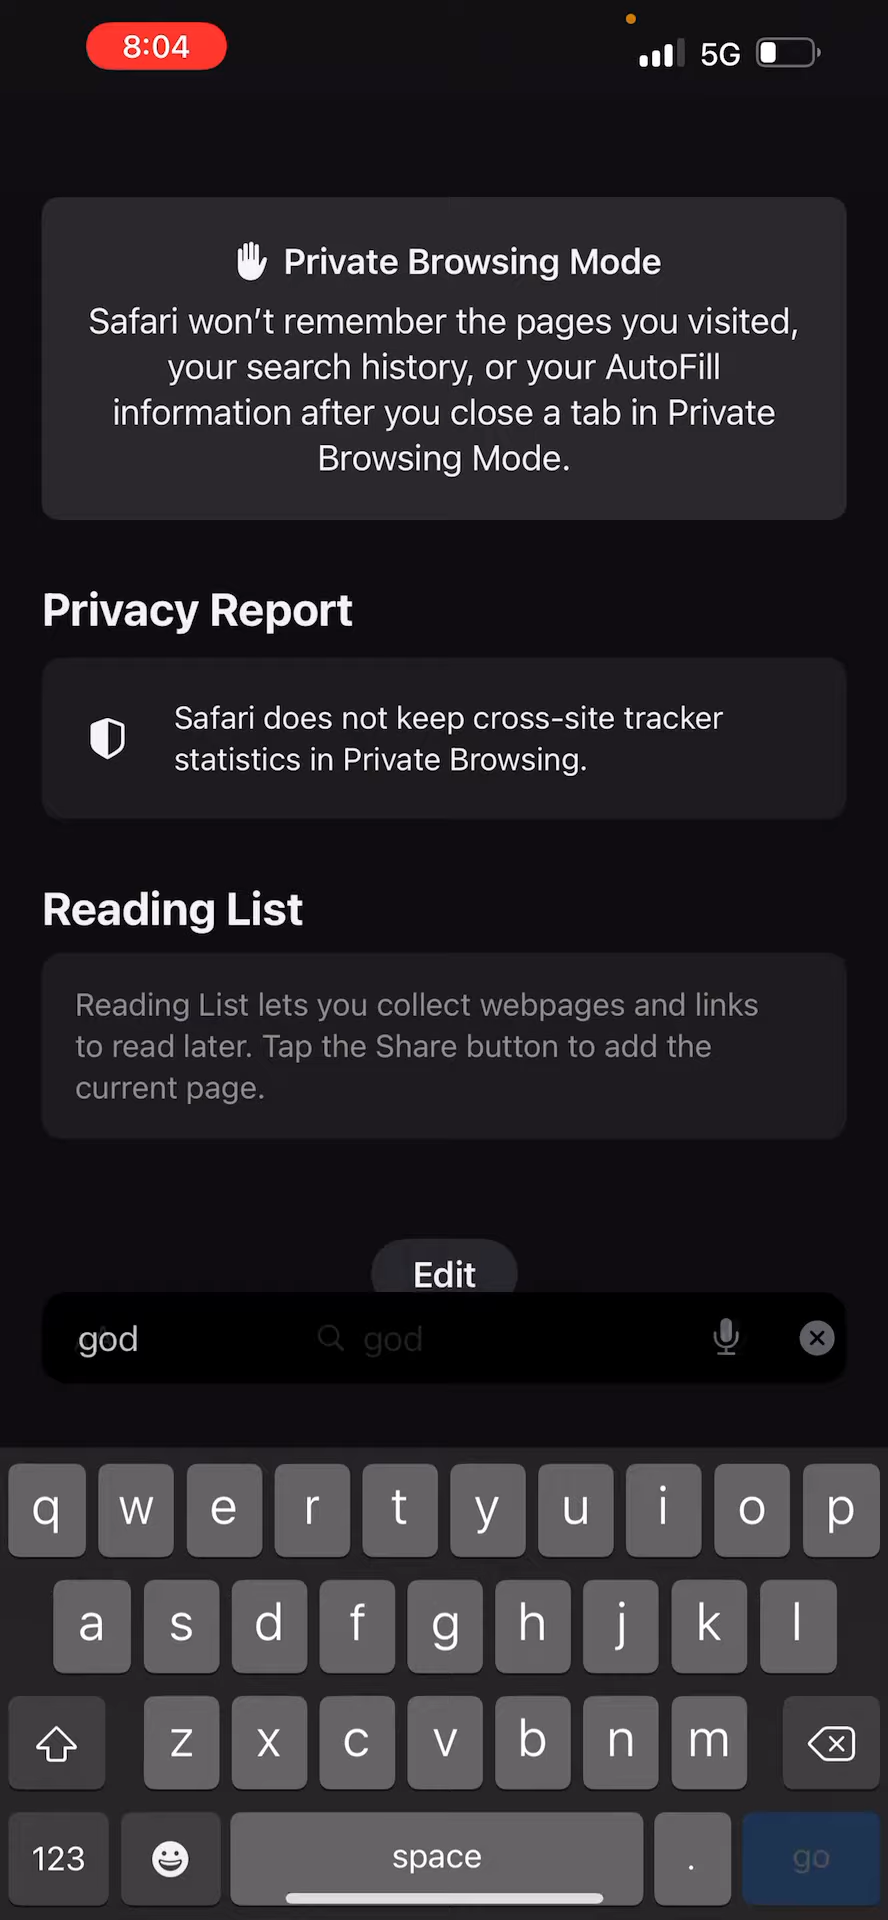 8:04
5G
Private Browsing Mode
Safari won't remember the pages you visited,
your search history, or your AutoFill
information after you close a tab in Private
Browsing Mode.
Privacy Report
Safari does not keep cross-site tracker
statistics in Private Browsing.
Reading List
Reading List lets you collect webpages and links
to read later. Tap the Share button to add the
current page.
Edit
god god
q w e r t y u i o p
a s d f g h j k l
z x c v b n m
123 space . go